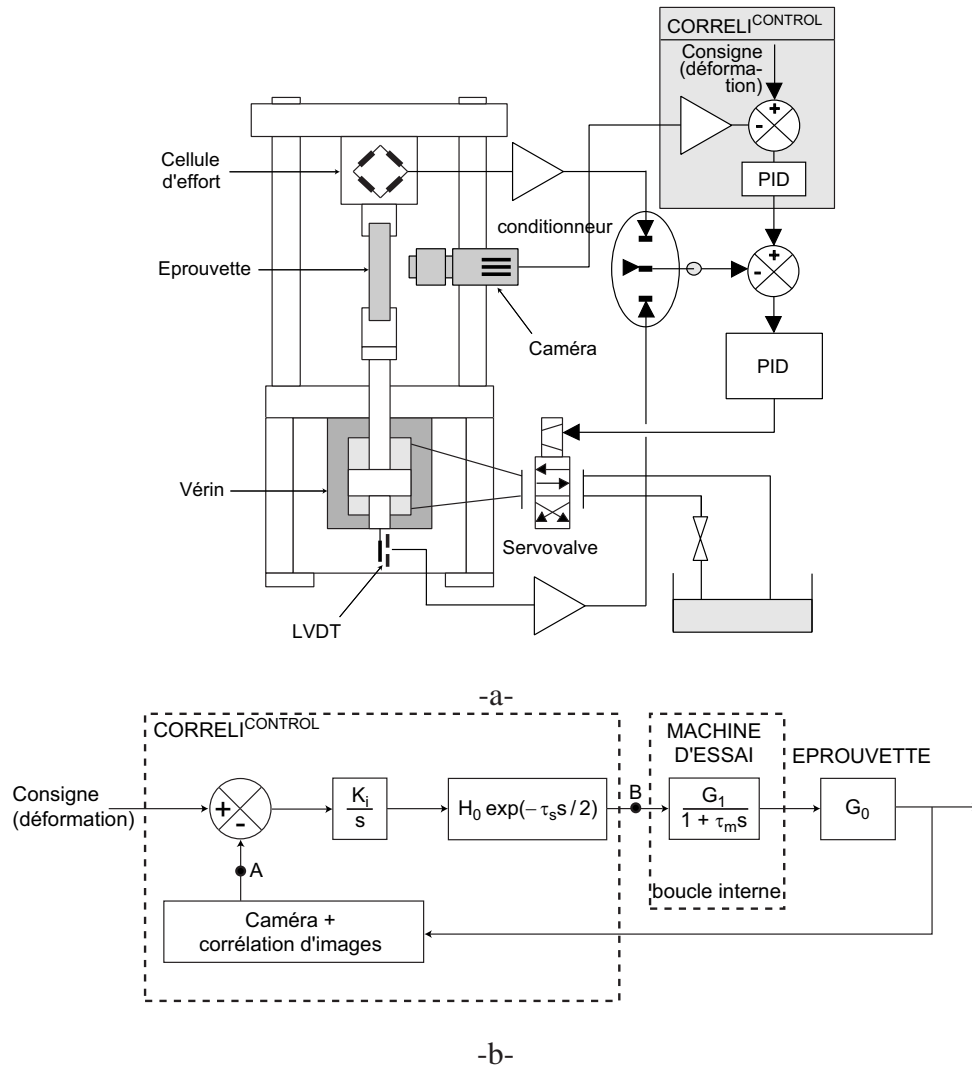 CORRELI^CONTROL
Consigne
(déforma-
tion)
+
-
PID
Cellule
d'effort
conditionneur
+
-
Eprouvette
Caméra
PID
Vérin
Servovalve
LVDT
-a-
CORRELI^CONTROL
MACHINE
D'ESSAI
EPROUVETTE
Consigne
(déformation)
+
-
K_i
s
H_0 exp(− τ_s s / 2)
B
G_1
1 + τ_m s
G_0
A
boucle interne
Caméra +
corrélation d'images
-b-